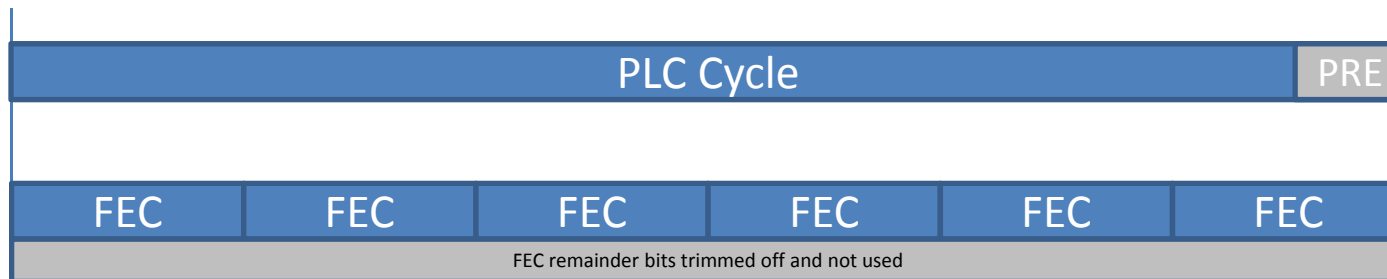 PLC Cycle PRE
FEC FEC FEC FEC FEC FEC
FEC remainder bits trimmed off and not used